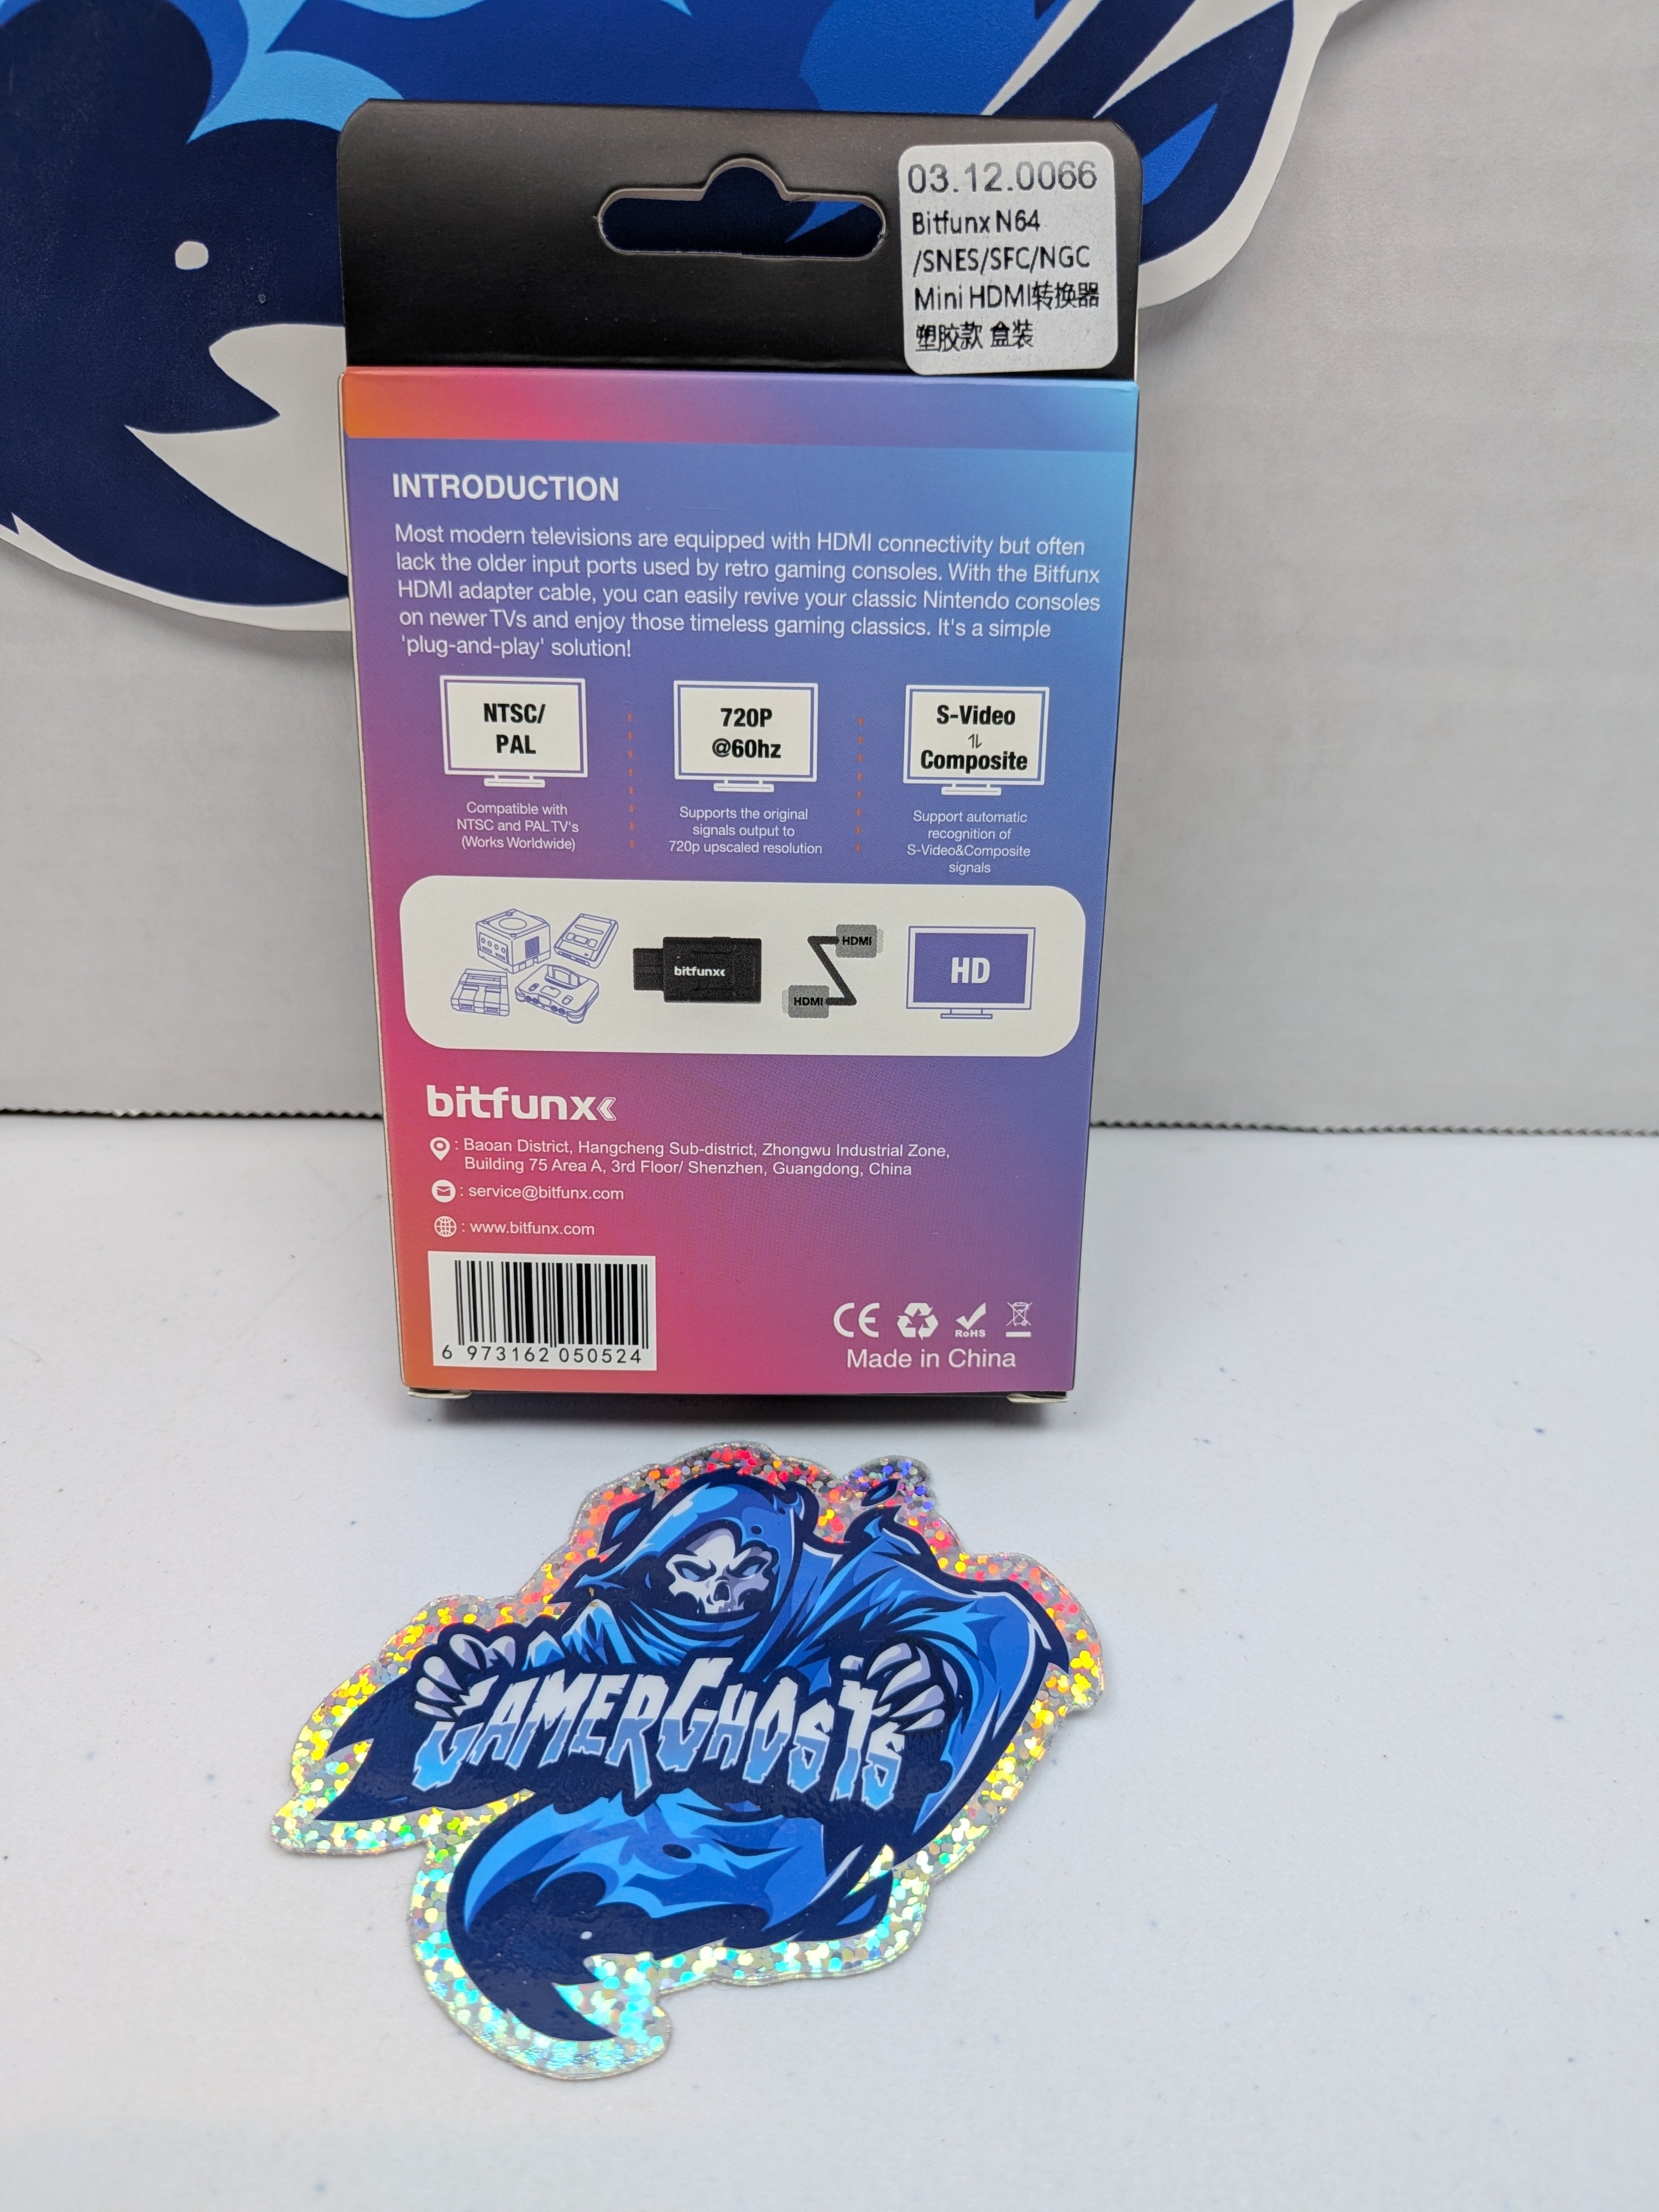 03.12.0066
Bitfunx N64
/SNES/SFC/NGC
Mini HDMI转换器
塑胶款 盒装
INTRODUCTION
Most modern televisions are equipped with HDMI connectivity but often
lack the older input ports used by retro gaming consoles. With the Bitfunx
HDMI adapter cable, you can easily revive your classic Nintendo consoles
on newer TVs and enjoy those timeless gaming classics. It's a simple
'plug-and-play' solution!
NTSC/
PAL
Compatible with
NTSC and PAL TV's
(Works Worldwide)
720P
@60hz
Supports the original
signals output to
720p upscaled resolution
S-Video
⇅
Composite
Support automatic
recognition of
S-Video&Composite
signals
bitfunx
HDMI
HDMI
HD
bitfunx
: Baoan District, Hangcheng Sub-district, Zhongwu Industrial Zone,
Building 75 Area A, 3rd Floor/ Shenzhen, Guangdong, China
: service@bitfunx.com
: www.bitfunx.com
6 973162 050524
CE
RoHS
Made in China
GAMERGHOSTS